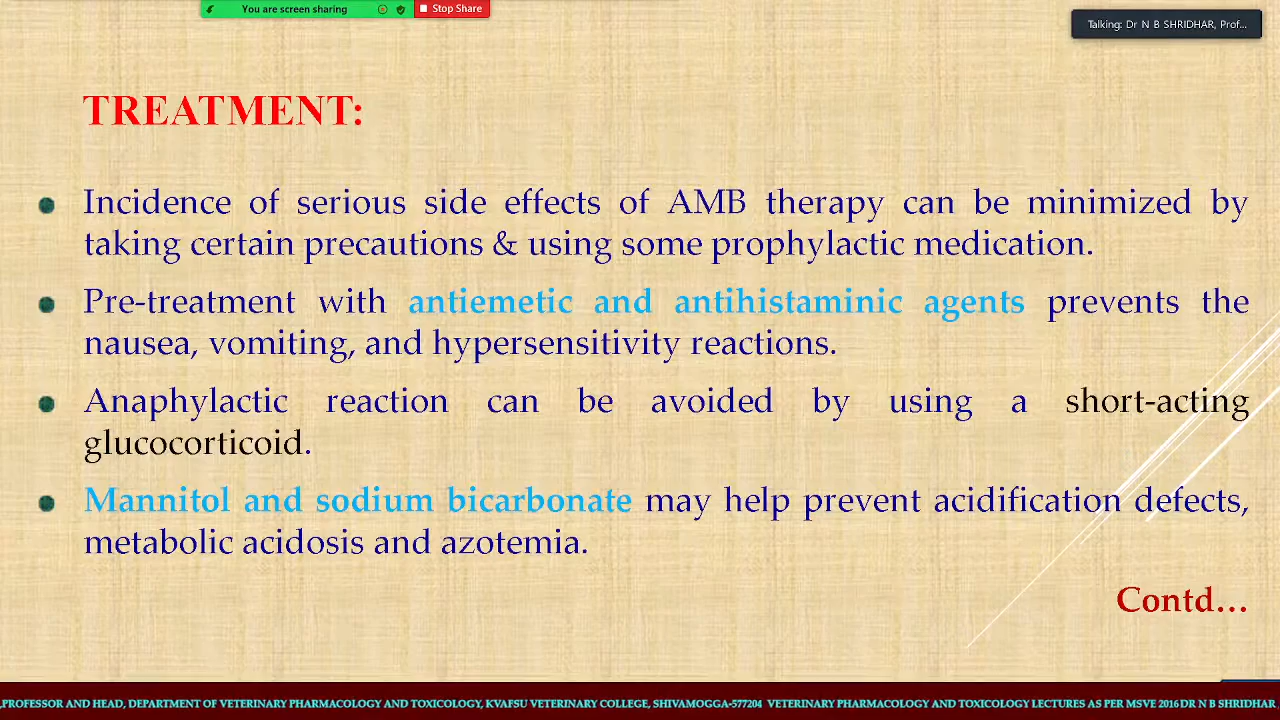 You are screen sharing
Stop Share
Talking: Dr N B SHRIDHAR, Prof...
TREATMENT:
Incidence of serious side effects of AMB therapy can be minimized by
taking certain precautions & using some prophylactic medication.
Pre-treatment with antiemetic and antihistaminic agents prevents the
nausea, vomiting, and hypersensitivity reactions.
Anaphylactic reaction can be avoided by using a short-acting
glucocorticoid.
Mannitol and sodium bicarbonate may help prevent acidification defects,
metabolic acidosis and azotemia.
Contd...
,PROFESSOR AND HEAD, DEPARTMENT OF VETERINARY PHARMACOLOGY AND TOXICOLOGY, KVAFSU VETERINARY COLLEGE, SHIVAMOGGA-577204 VETERINARY PHARMACOLOGY AND TOXICOLOGY LECTURES AS PER MSVE 2016 DR N B SHRIDHAR ,